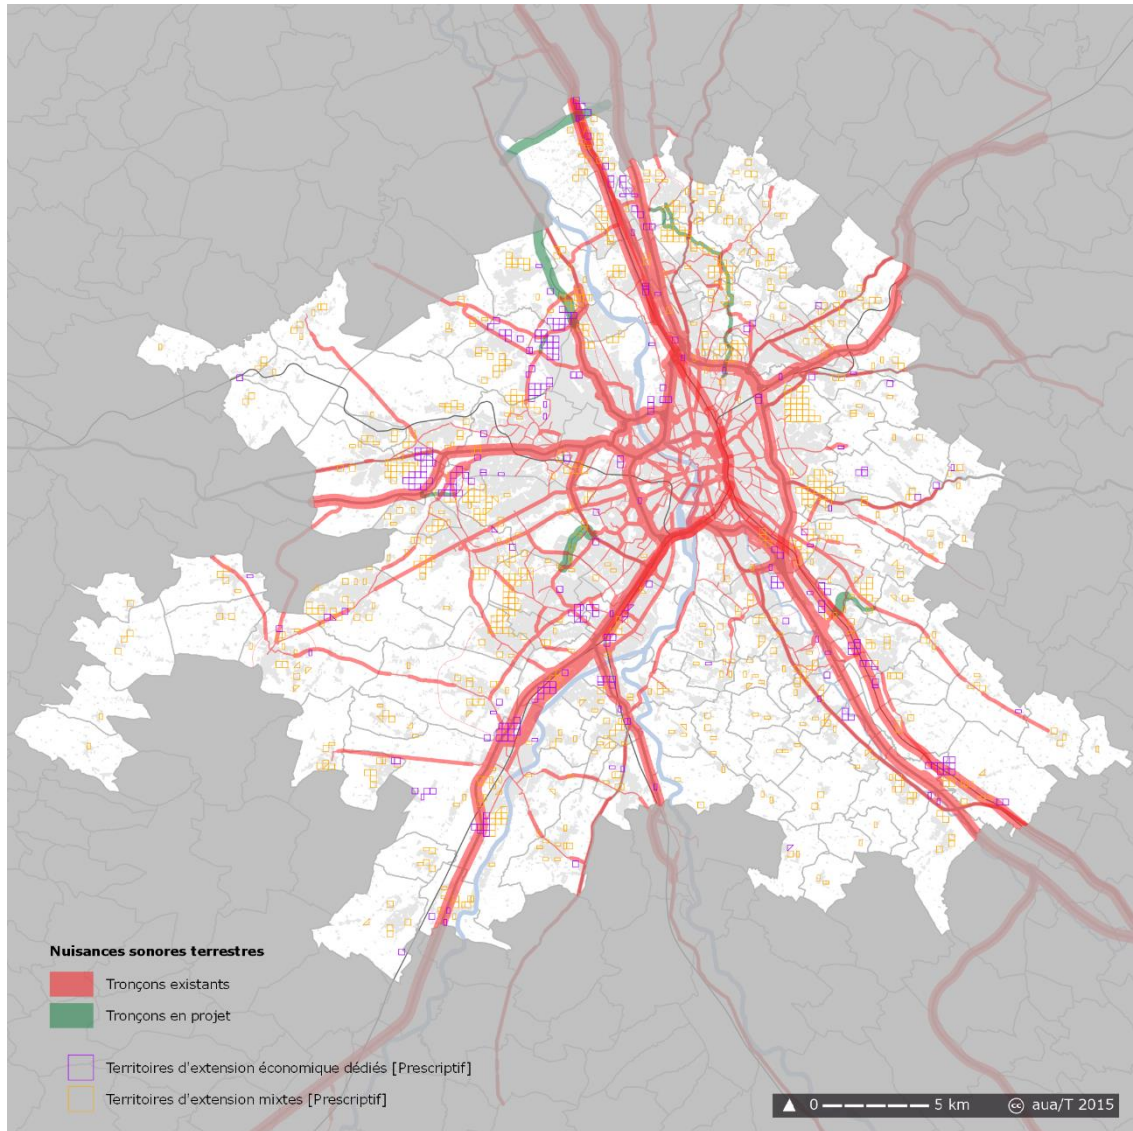 Nuisances sonores terrestres
Tronçons existants
Tronçons en projet
Territoires d'extension économique dédiés [Prescriptif]
Territoires d'extension mixtes [Prescriptif]
0 5 km cc aua/T 2015